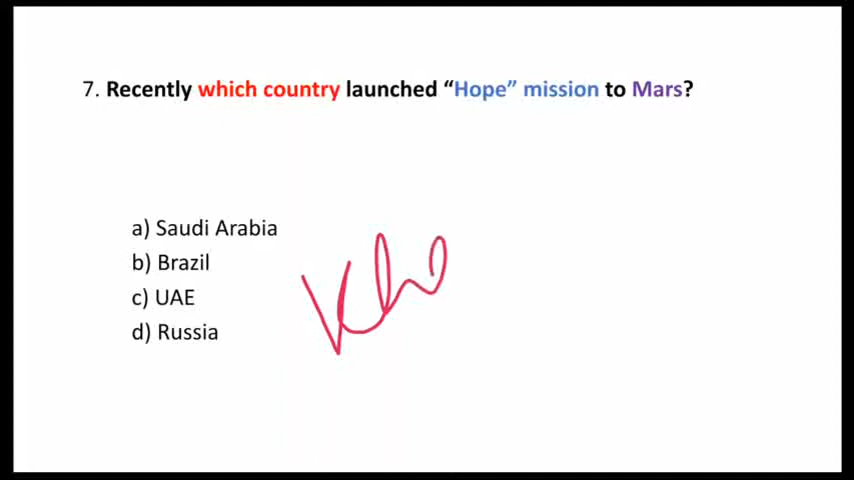 7. Recently which country launched “Hope” mission to Mars?
a) Saudi Arabia
b) Brazil
c) UAE
d) Russia